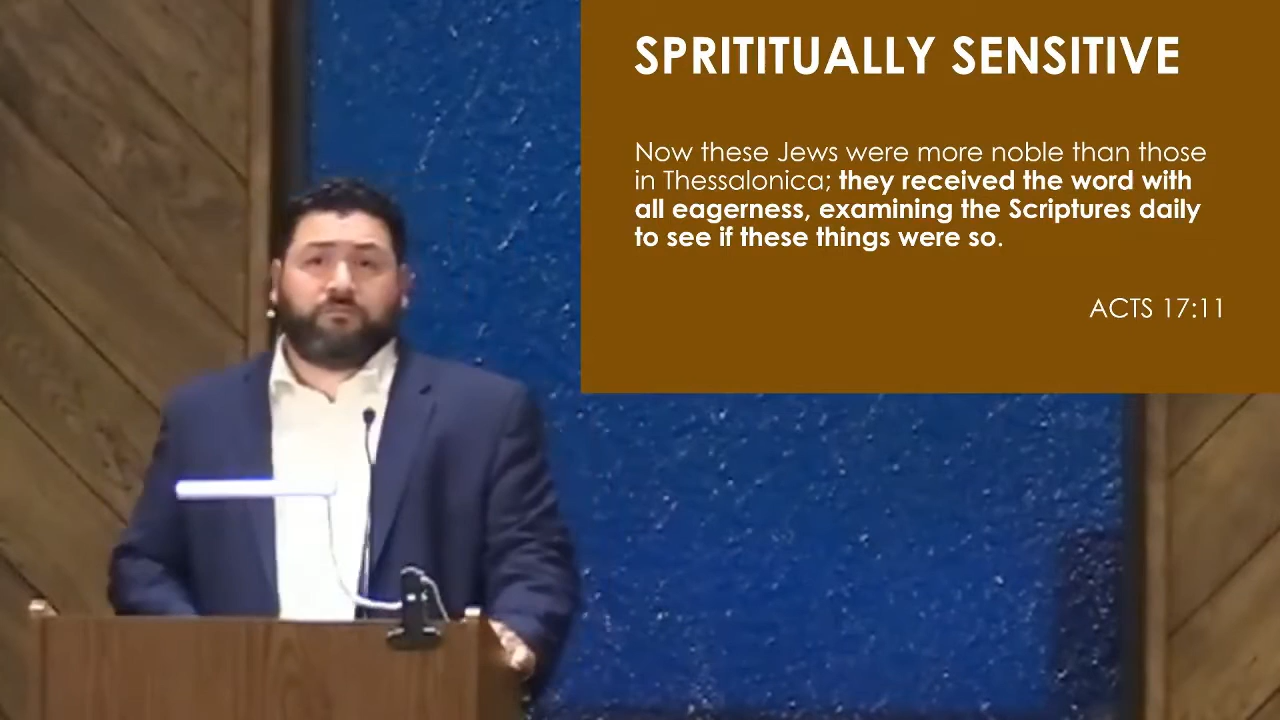 SPRITITUALLY SENSITIVE
Now these Jews were more noble than those
in Thessalonica; they received the word with
all eagerness, examining the Scriptures daily
to see if these things were so.
ACTS 17:11